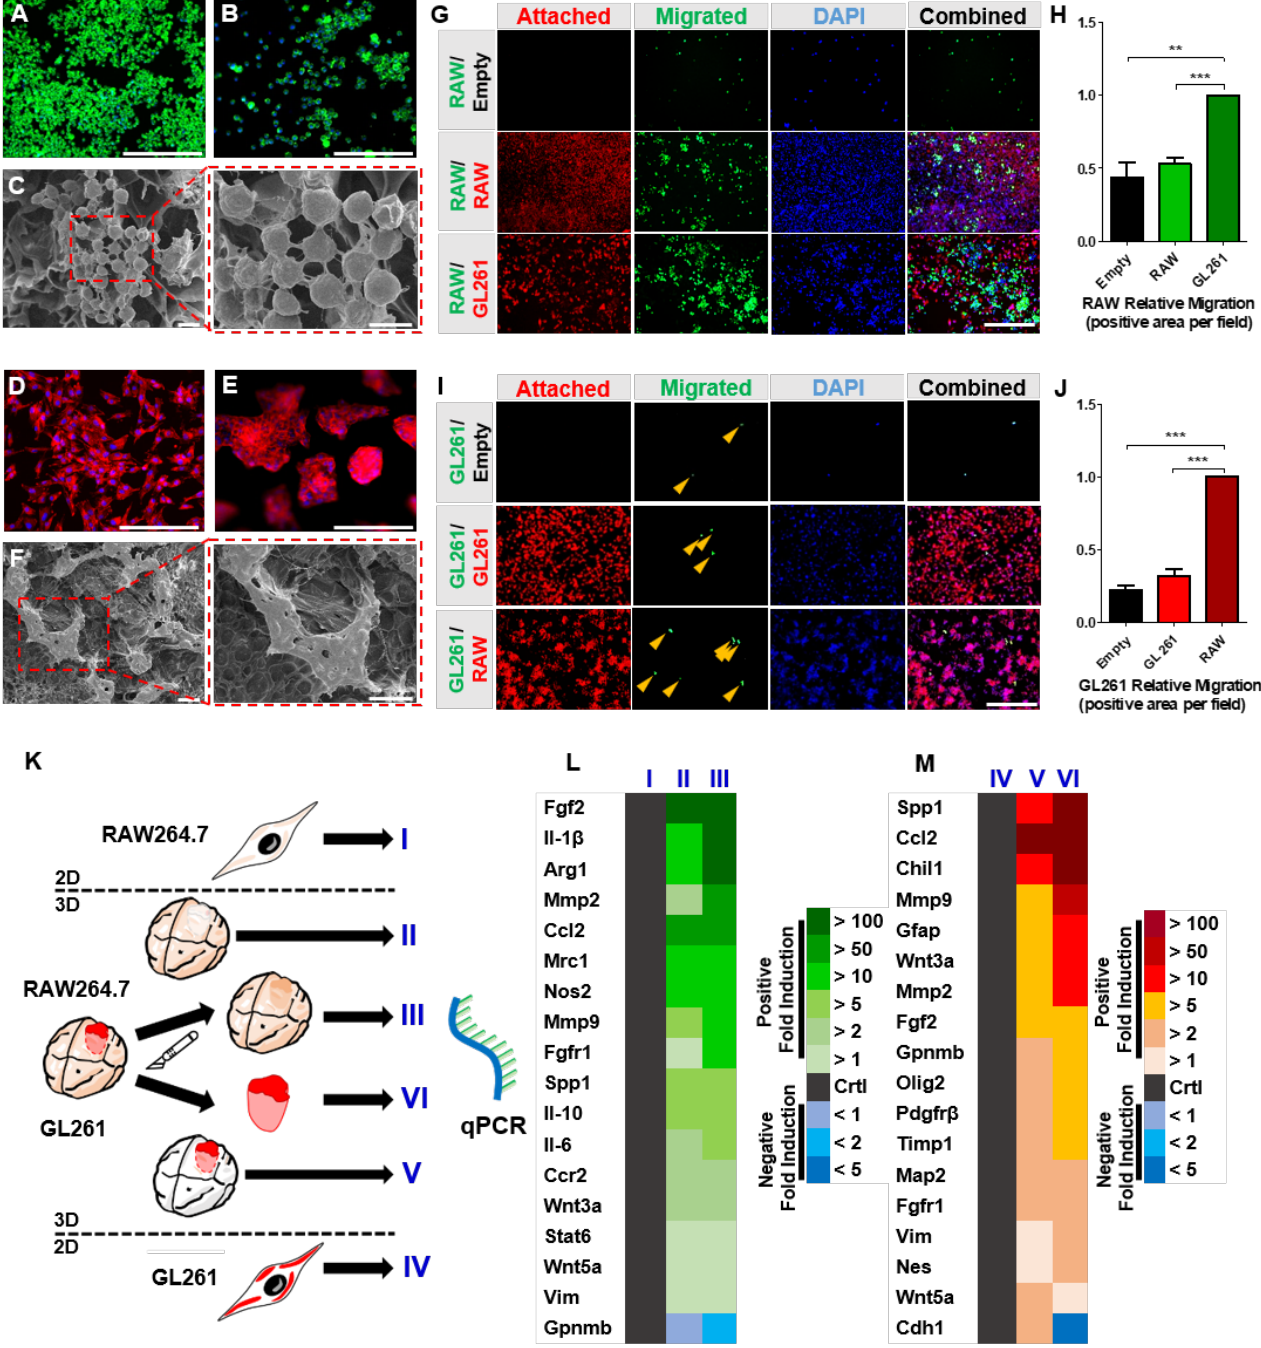 A
B
C
D
E
F
G
Attached
Migrated
DAPI
Combined
RAW/
Empty
RAW/
RAW
RAW/
GL261
H
1.5
1.0
0.5
0.0
**
***
Empty
RAW
GL261
RAW Relative Migration
(positive area per field)
I
Attached
Migrated
DAPI
Combined
GL261/
Empty
GL261/
GL261
GL261/
RAW
J
1.5
1.0
0.5
0.0
***
***
Empty
GL261
RAW
GL261 Relative Migration
(positive area per field)
K
RAW264.7
I
2D
3D
II
RAW264.7
III
GL261
VI
qPCR
V
3D
2D
GL261
IV
L
I II III
Fgf2
Il-1β
Arg1
Mmp2
Ccl2
Mrc1
Nos2
Mmp9
Fgfr1
Spp1
Il-10
Il-6
Ccr2
Wnt3a
Stat6
Wnt5a
Vim
Gpnmb
Positive
Fold Induction
Negative
Fold Induction
> 100
> 50
> 10
> 5
> 2
> 1
Crtl
< 1
< 2
< 5
M
IV V VI
Spp1
Ccl2
Chil1
Mmp9
Gfap
Wnt3a
Mmp2
Fgf2
Gpnmb
Olig2
Pdgfrβ
Timp1
Map2
Fgfr1
Vim
Nes
Wnt5a
Cdh1
Positive
Fold Induction
Negative
Fold Induction
> 100
> 50
> 10
> 5
> 2
> 1
Crtl
< 1
< 2
< 5